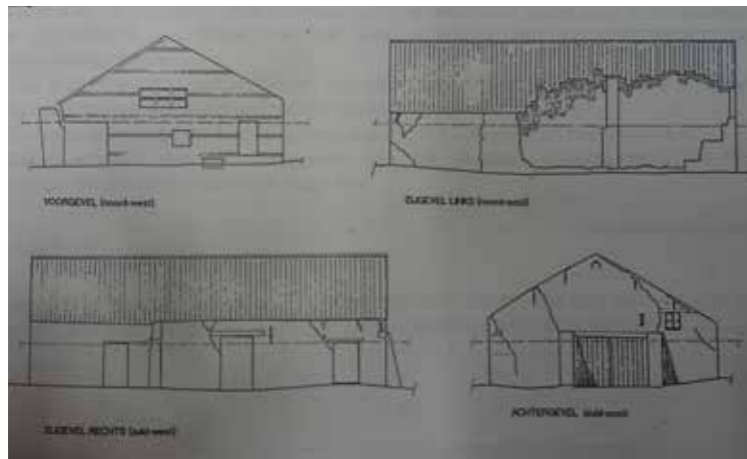 VOORGEVEL (noord-west)
ZIJGEVEL LINKS (noord-oost)
ZIJGEVEL RECHTS (zuid-west)
ACHTERGEVEL (zuid-oost)